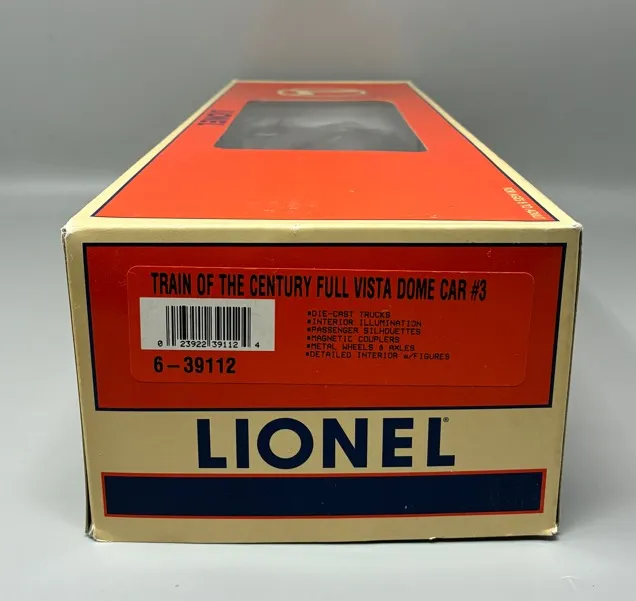 LIONEL
TRAIN OF THE CENTURY FULL VISTA DOME CAR #3
*DIE-CAST TRUCKS
*INTERIOR ILLUMINATION
*PASSENGER SILHOUETTES
*MAGNETIC COUPLERS
*METAL WHEELS & AXLES
*DETAILED INTERIOR w/FIGURES
0 23922 39112 4
6-39112
LIONEL®